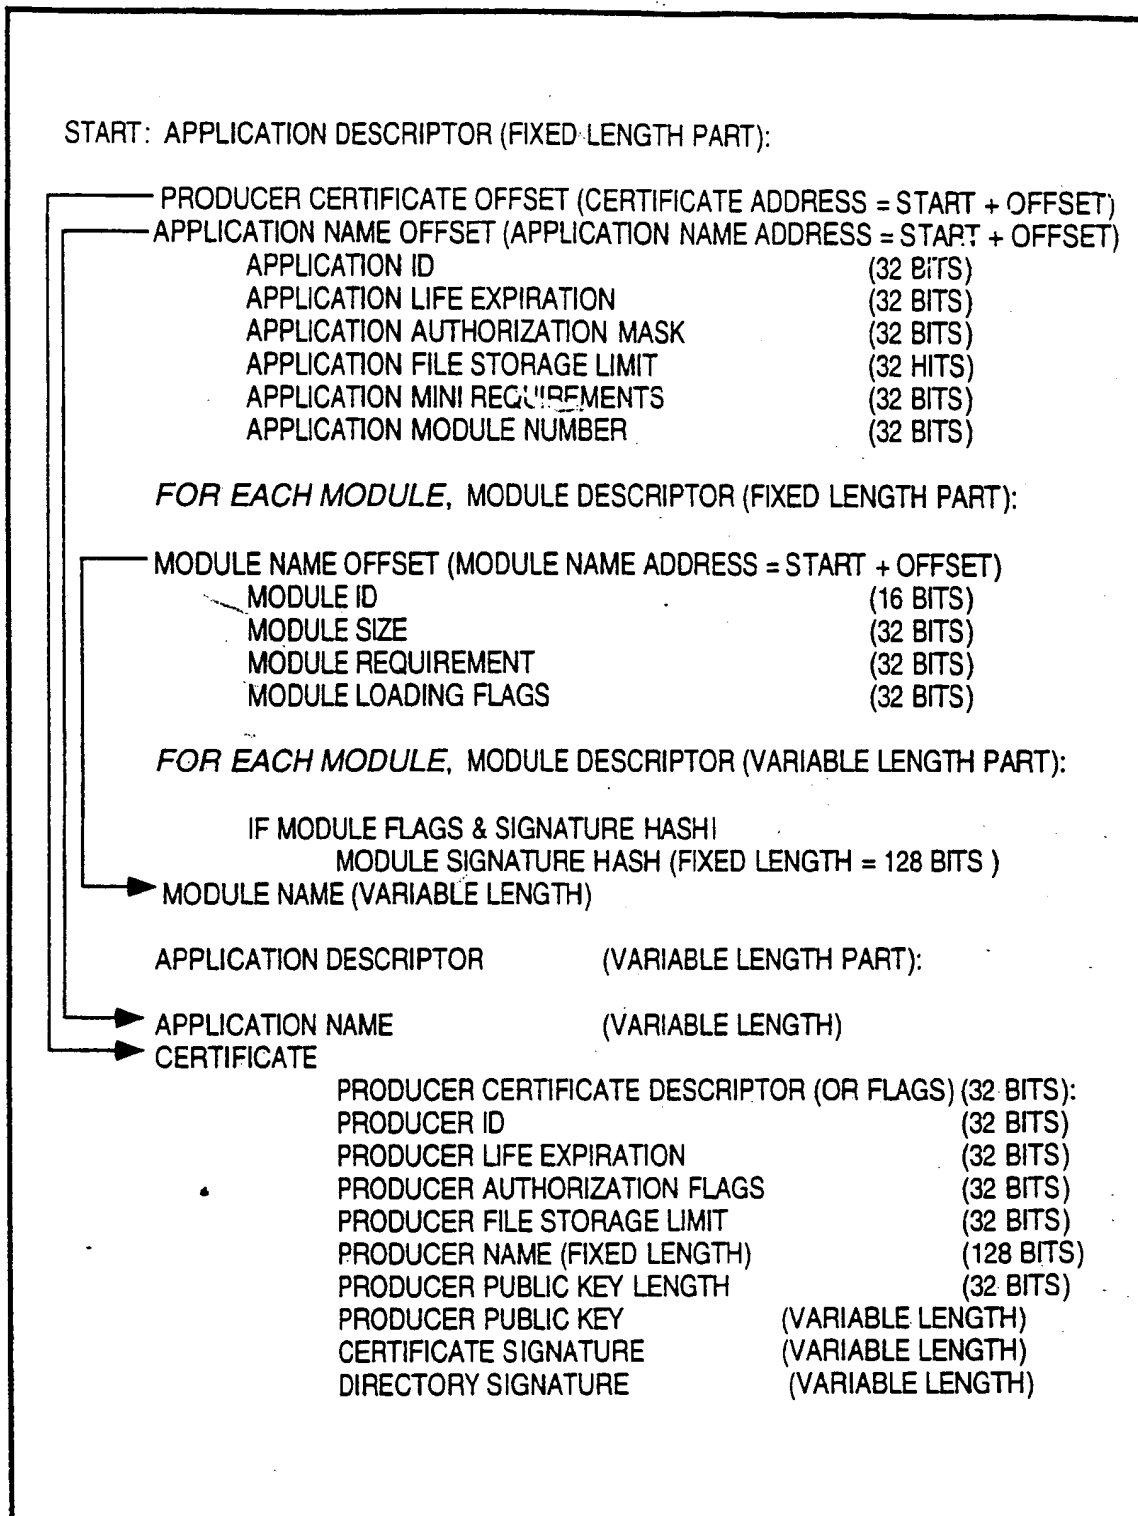 START: APPLICATION DESCRIPTOR (FIXED LENGTH PART):
PRODUCER CERTIFICATE OFFSET (CERTIFICATE ADDRESS = START + OFFSET)
APPLICATION NAME OFFSET (APPLICATION NAME ADDRESS = START + OFFSET)
APPLICATION ID (32 BITS)
APPLICATION LIFE EXPIRATION (32 BITS)
APPLICATION AUTHORIZATION MASK (32 BITS)
APPLICATION FILE STORAGE LIMIT (32 HITS)
APPLICATION MINI REQUIREMENTS (32 BITS)
APPLICATION MODULE NUMBER (32 BITS)
FOR EACH MODULE, MODULE DESCRIPTOR (FIXED LENGTH PART):
MODULE NAME OFFSET (MODULE NAME ADDRESS = START + OFFSET)
MODULE ID (16 BITS)
MODULE SIZE (32 BITS)
MODULE REQUIREMENT (32 BITS)
MODULE LOADING FLAGS (32 BITS)
FOR EACH MODULE, MODULE DESCRIPTOR (VARIABLE LENGTH PART):
IF MODULE FLAGS & SIGNATURE HASH|
MODULE SIGNATURE HASH (FIXED LENGTH = 128 BITS )
MODULE NAME (VARIABLE LENGTH)
APPLICATION DESCRIPTOR (VARIABLE LENGTH PART):
APPLICATION NAME (VARIABLE LENGTH)
CERTIFICATE
PRODUCER CERTIFICATE DESCRIPTOR (OR FLAGS) (32 BITS):
PRODUCER ID (32 BITS)
PRODUCER LIFE EXPIRATION (32 BITS)
PRODUCER AUTHORIZATION FLAGS (32 BITS)
PRODUCER FILE STORAGE LIMIT (32 BITS)
PRODUCER NAME (FIXED LENGTH) (128 BITS)
PRODUCER PUBLIC KEY LENGTH (32 BITS)
PRODUCER PUBLIC KEY (VARIABLE LENGTH)
CERTIFICATE SIGNATURE (VARIABLE LENGTH)
DIRECTORY SIGNATURE (VARIABLE LENGTH)